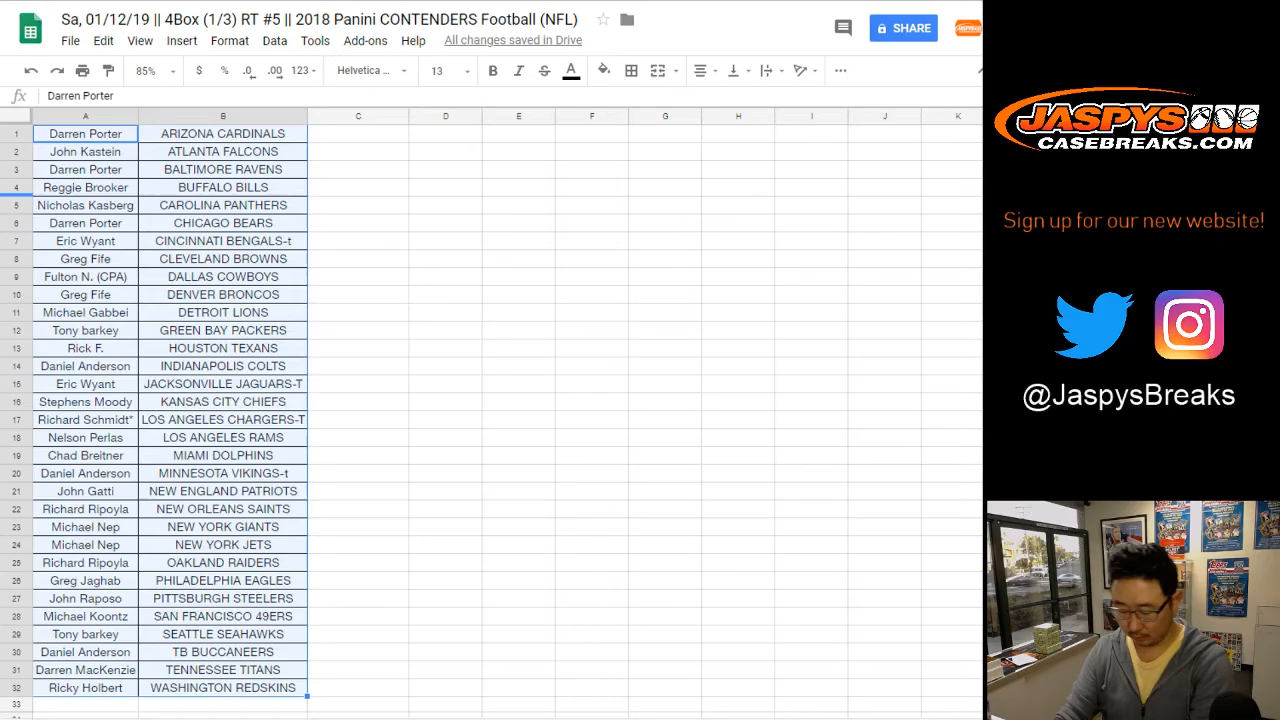 Sa, 01/12/19 || 4Box (1/3) RT #5 || 2018 Panini CONTENDERS Football (NFL)
File Edit View Insert Format Data Tools Add-ons Help All changes saved in Drive
SHARE
85% $ % .0 .00 123 Helvetica ... 13 B I S A
fx Darren Porter
A B C D E F G H I J K
1 Darren Porter ARIZONA CARDINALS
2 John Kastein ATLANTA FALCONS
3 Darren Porter BALTIMORE RAVENS
4 Reggie Brooker BUFFALO BILLS
5 Nicholas Kasberg CAROLINA PANTHERS
6 Darren Porter CHICAGO BEARS
7 Eric Wyant CINCINNATI BENGALS-t
8 Greg Fife CLEVELAND BROWNS
9 Fulton N. (CPA) DALLAS COWBOYS
10 Greg Fife DENVER BRONCOS
11 Michael Gabbei DETROIT LIONS
12 Tony barkey GREEN BAY PACKERS
13 Rick F. HOUSTON TEXANS
14 Daniel Anderson INDIANAPOLIS COLTS
15 Eric Wyant JACKSONVILLE JAGUARS-T
16 Stephens Moody KANSAS CITY CHIEFS
17 Richard Schmidt* LOS ANGELES CHARGERS-T
18 Nelson Perlas LOS ANGELES RAMS
19 Chad Breitner MIAMI DOLPHINS
20 Daniel Anderson MINNESOTA VIKINGS-t
21 John Gatti NEW ENGLAND PATRIOTS
22 Richard Ripoyla NEW ORLEANS SAINTS
23 Michael Nep NEW YORK GIANTS
24 Michael Nep NEW YORK JETS
25 Richard Ripoyla OAKLAND RAIDERS
26 Greg Jaghab PHILADELPHIA EAGLES
27 John Raposo PITTSBURGH STEELERS
28 Michael Koontz SAN FRANCISCO 49ERS
29 Tony barkey SEATTLE SEAHAWKS
30 Daniel Anderson TB BUCCANEERS
31 Darren MacKenzie TENNESSEE TITANS
32 Ricky Holbert WASHINGTON REDSKINS
33
JASPYS
CASEBREAKS.COM
Sign up for our new website!
@JaspysBreaks